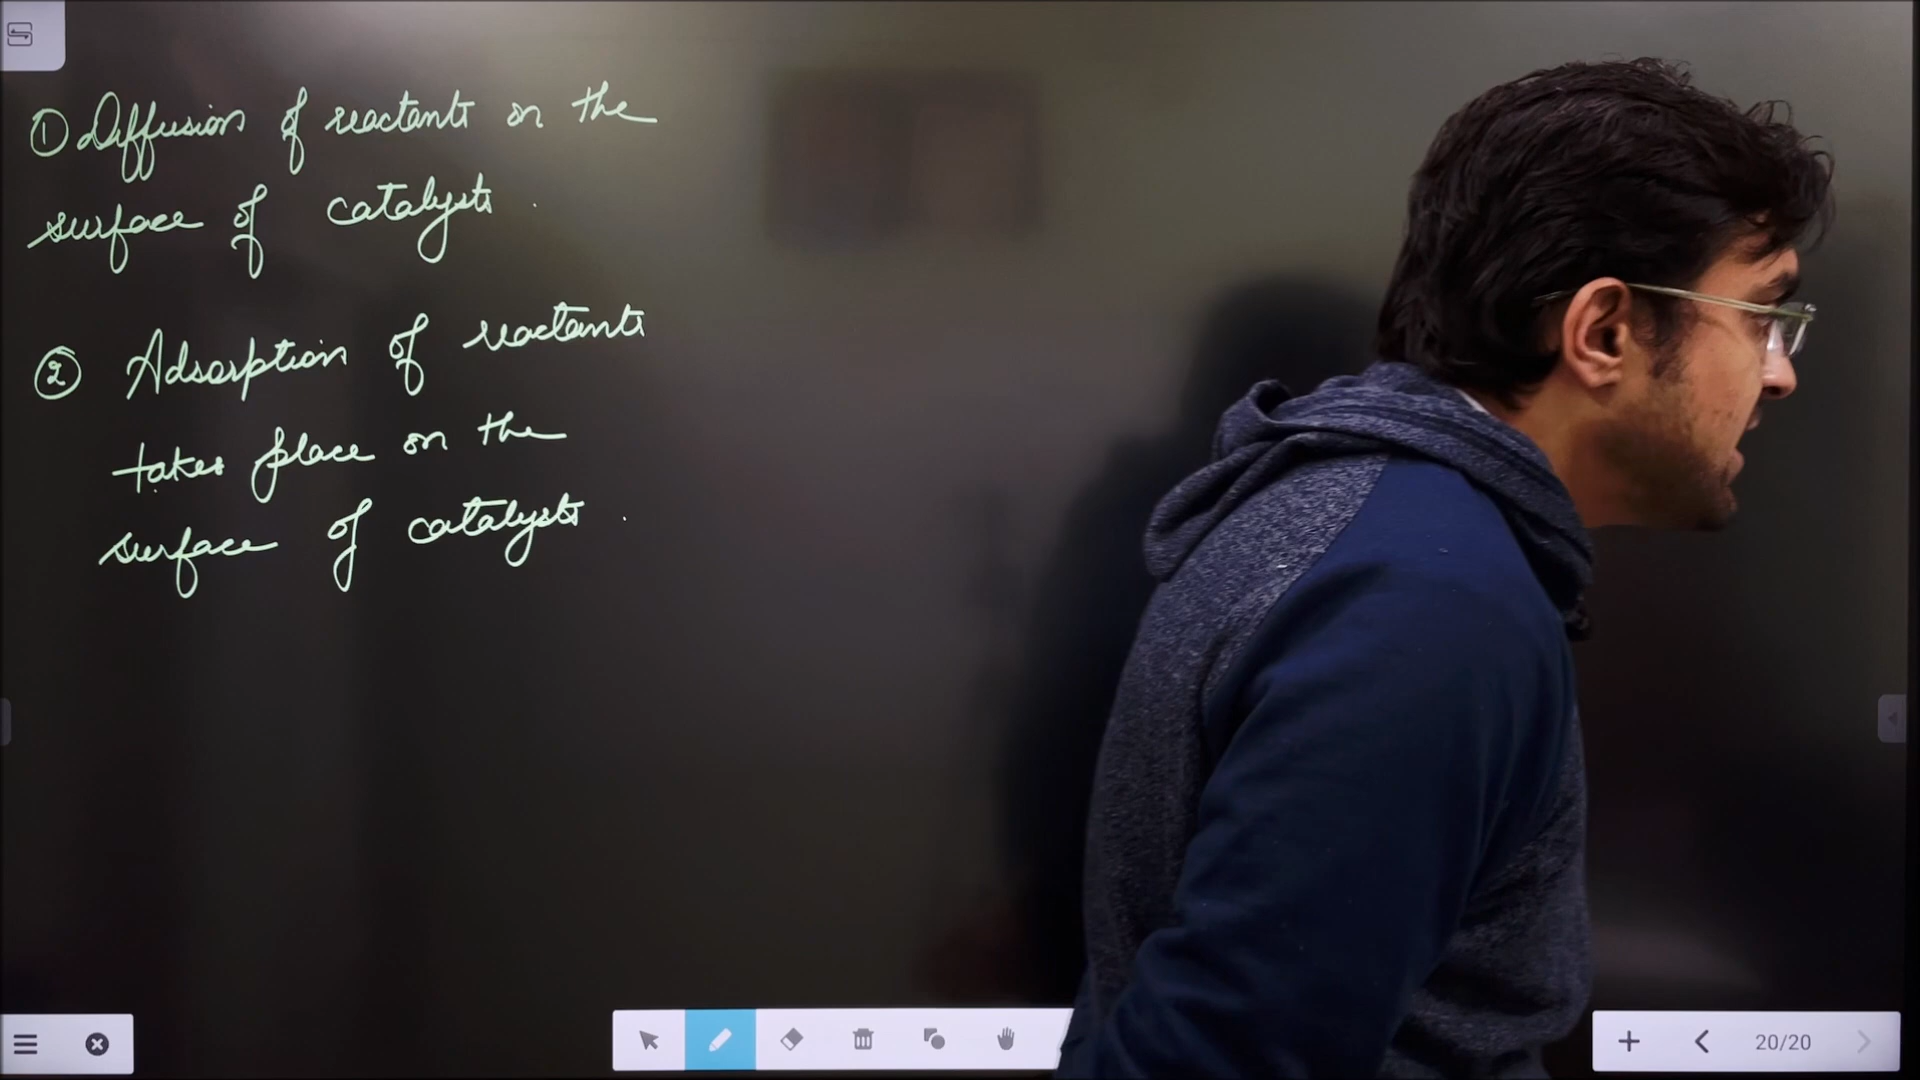 ① Diffusion of reactants on the
surface of catalysts.
② Adsorption of reactants
takes place on the
surface of catalysts.
20/20